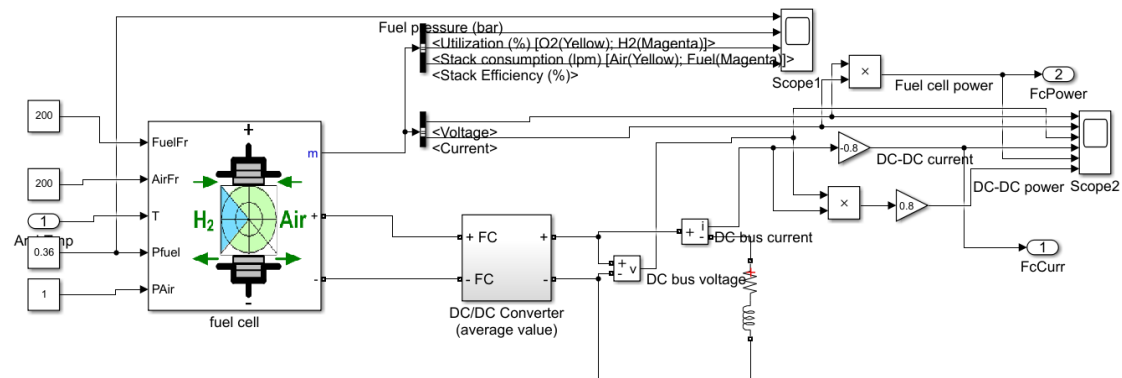 Fuel pressure (bar)
<Utilization (%) [O2(Yellow); H2(Magenta)]>
<Stack consumption (lpm) [Air(Yellow); Fuel(Magenta)]>
<Stack Efficiency (%)>
Scope1
×
Fuel cell power
2
FcPower
200
FuelFr
+
m
<Voltage>
<Current>
-0.8
DC-DC current
DC-DC power
Scope2
200
AirFr
×
0.8
1
T
H2
Air
+
0.36
Pfuel
+ FC
+
+ i
-
DC bus current
1
FcCurr
+
-
v
DC bus voltage
-
- FC
-
1
PAir
-
fuel cell
DC/DC Converter
(average value)